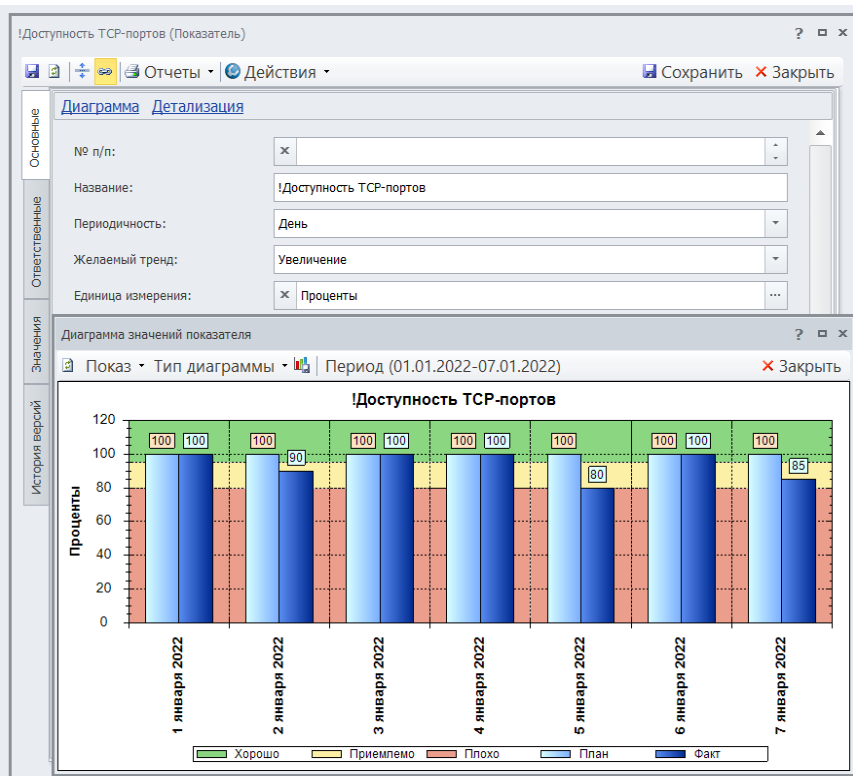 !Доступность TCP-портов (Показатель)
Отчеты Действия Сохранить Закрыть
Основные
Ответственные
Значения
История версий
Диаграмма Детализация
№ п/п:
Название: !Доступность TCP-портов
Периодичность: День
Желаемый тренд: Увеличение
Единица измерения: Проценты
Диаграмма значений показателя
Показ Тип диаграммы Период (01.01.2022-07.01.2022) Закрыть
!Доступность TCP-портов
Проценты
120
100
80
60
40
20
0
100 100 100 90 100 100 100 100 100 80 100 100 100 85
1 января 2022
2 января 2022
3 января 2022
4 января 2022
5 января 2022
6 января 2022
7 января 2022
Хорошо Приемлемо Плохо План Факт